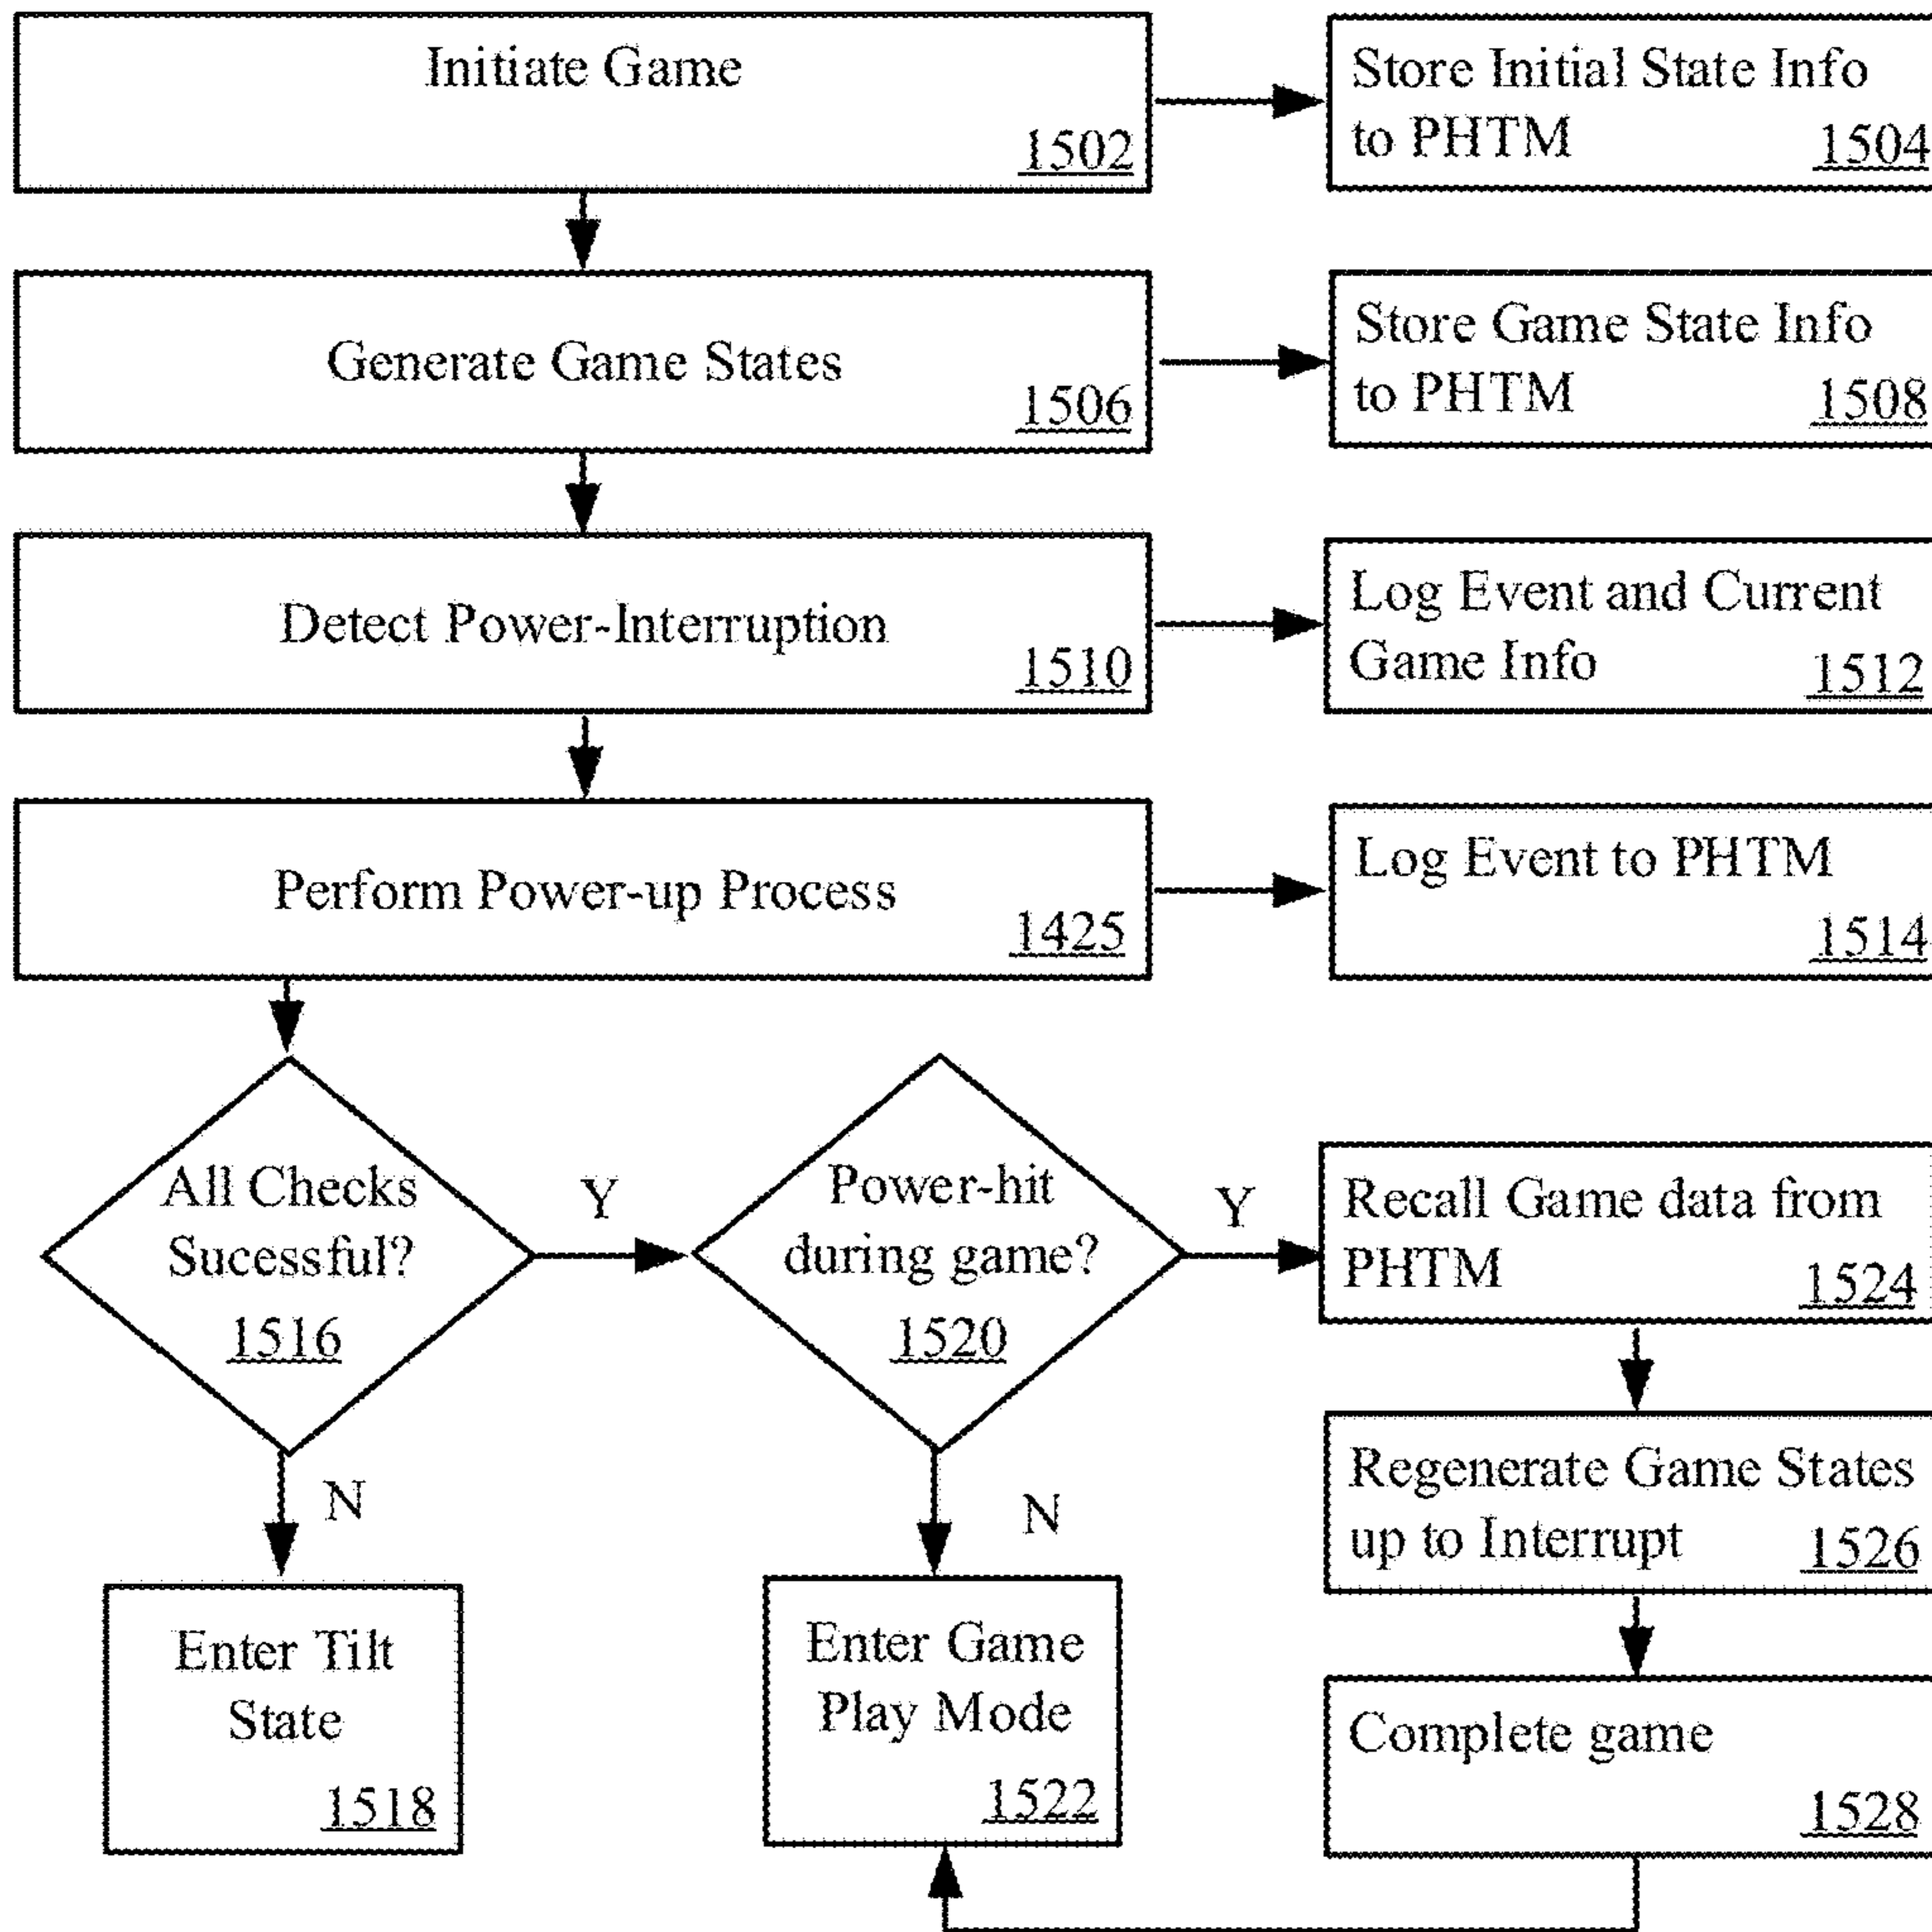 Initiate Game
1502
Store Initial State Info
to PHTM
1504
Generate Game States
1506
Store Game State Info
to PHTM
1508
Detect Power-Interruption
1510
Log Event and Current
Game Info
1512
Perform Power-up Process
1425
Log Event to PHTM
1514
All Checks
Sucessful?
1516
Y
Power-hit
during game?
1520
Y
Recall Game data from
PHTM
1524
N
N
Regenerate Game States
up to Interrupt
1526
Enter Tilt
State
1518
Enter Game
Play Mode
1522
Complete game
1528